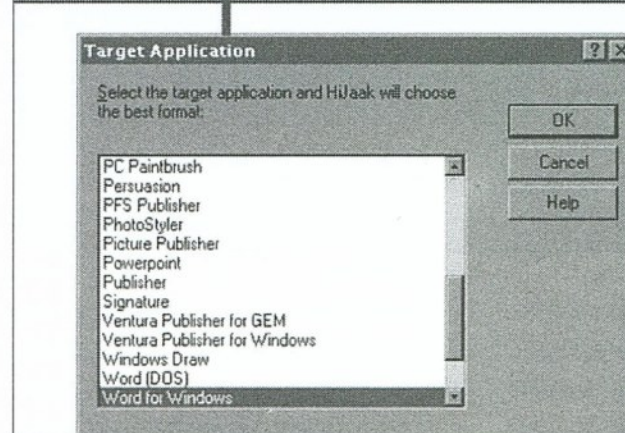 Target Application
Select the target application and HiJaak will choose
the best format:
OK
Cancel
Help
PC Paintbrush
Persuasion
PFS Publisher
PhotoStyler
Picture Publisher
Powerpoint
Publisher
Signature
Ventura Publisher for GEM
Ventura Publisher for Windows
Windows Draw
Word (DOS)
Word for Windows